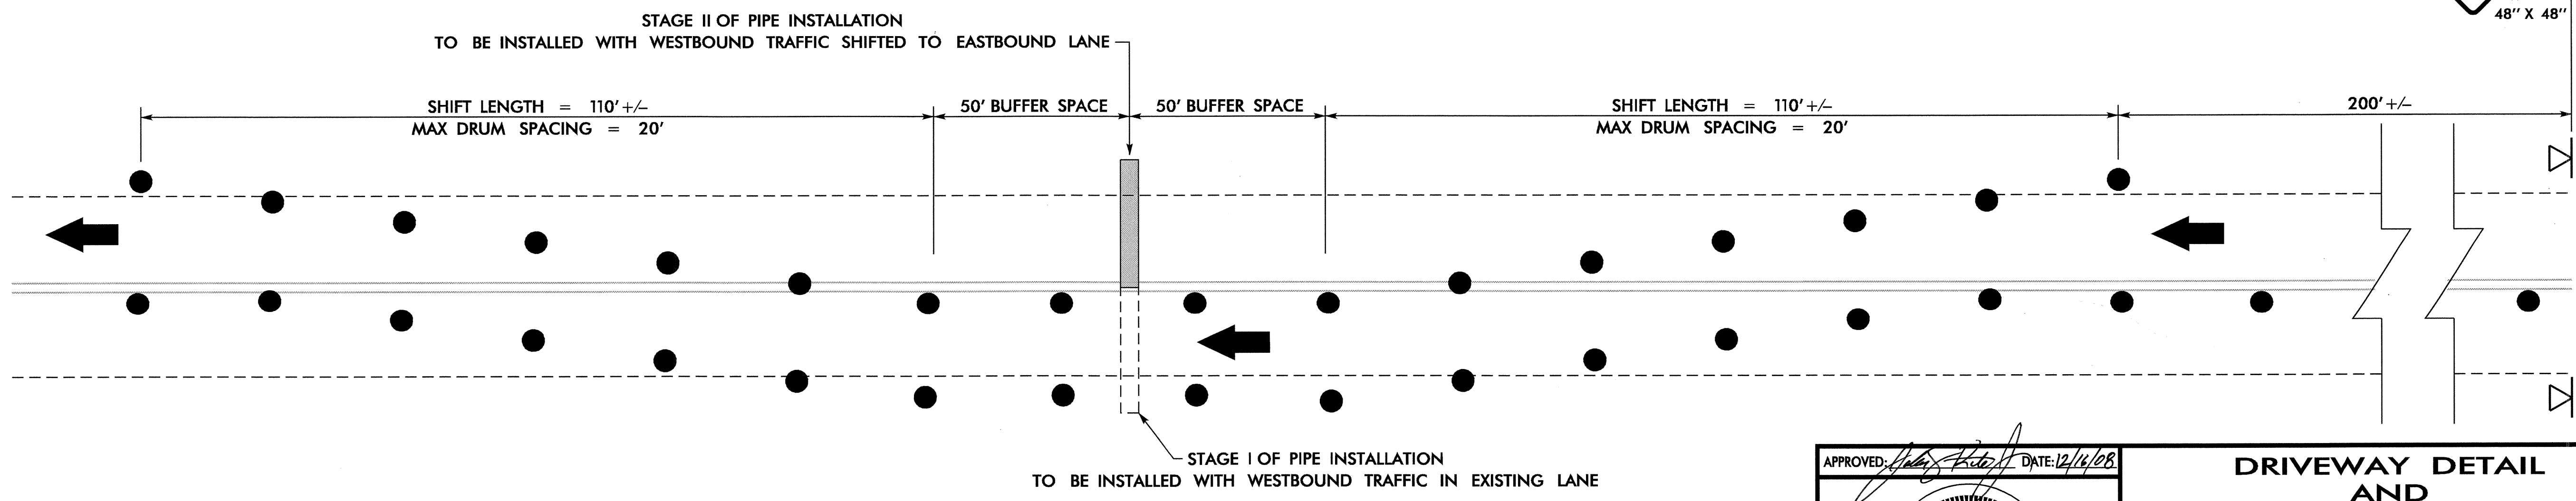 48" X 48"
STAGE II OF PIPE INSTALLATION
TO BE INSTALLED WITH WESTBOUND TRAFFIC SHIFTED TO EASTBOUND LANE
SHIFT LENGTH = 110' +/-
MAX DRUM SPACING = 20'
50' BUFFER SPACE
50' BUFFER SPACE
SHIFT LENGTH = 110' +/-
MAX DRUM SPACING = 20'
200' +/-
STAGE I OF PIPE INSTALLATION
TO BE INSTALLED WITH WESTBOUND TRAFFIC IN EXISTING LANE
APPROVED: DATE: 12/16/08
DRIVEWAY DETAIL
AND